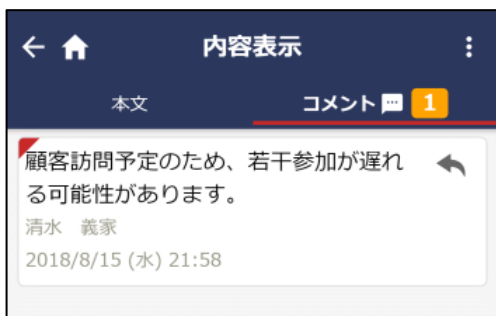 内容表示
本文
コメント 1
顧客訪問予定のため、若干参加が遅れ
る可能性があります。
清水　義家
2018/8/15 (水) 21:58